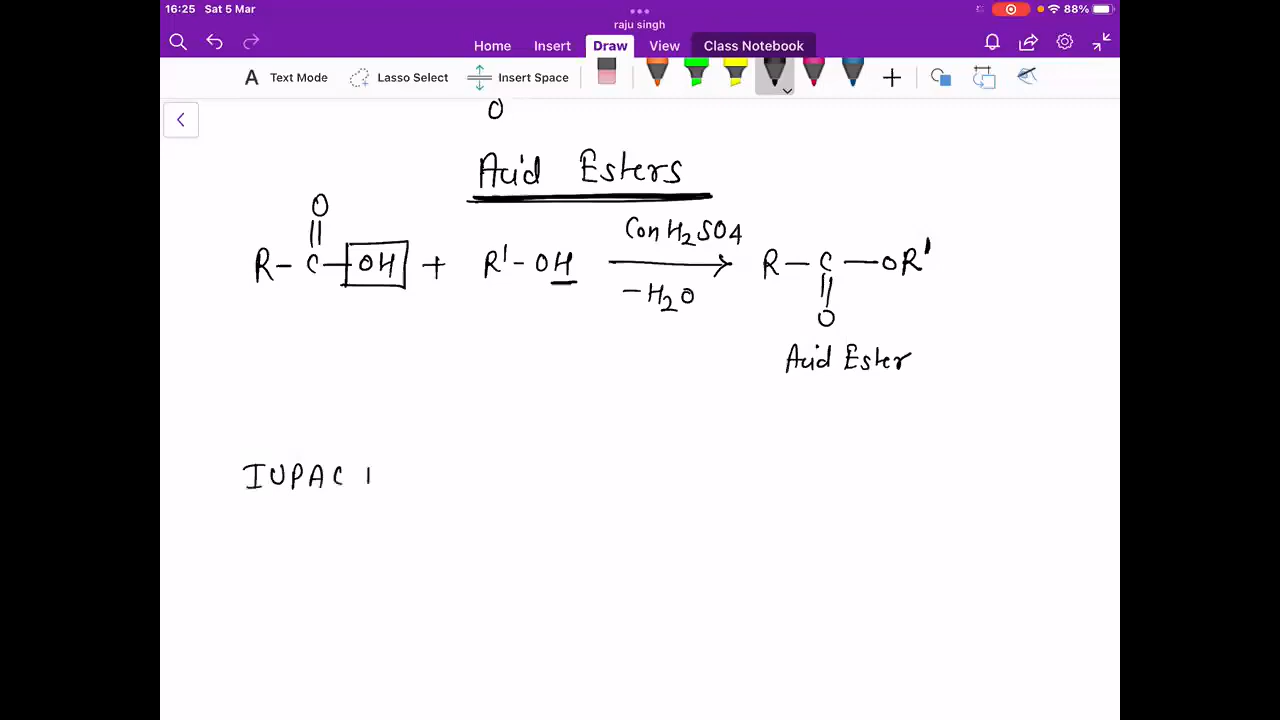 16:25 Sat 5 Mar
88%
raju singh
Home Insert Draw View Class Notebook
Text Mode Lasso Select Insert Space
O
Acid Esters
O
Con H2SO4
R – C – OH + R' – OH → R – C – OR'
– H2O
O
Acid Ester
IUPAC I